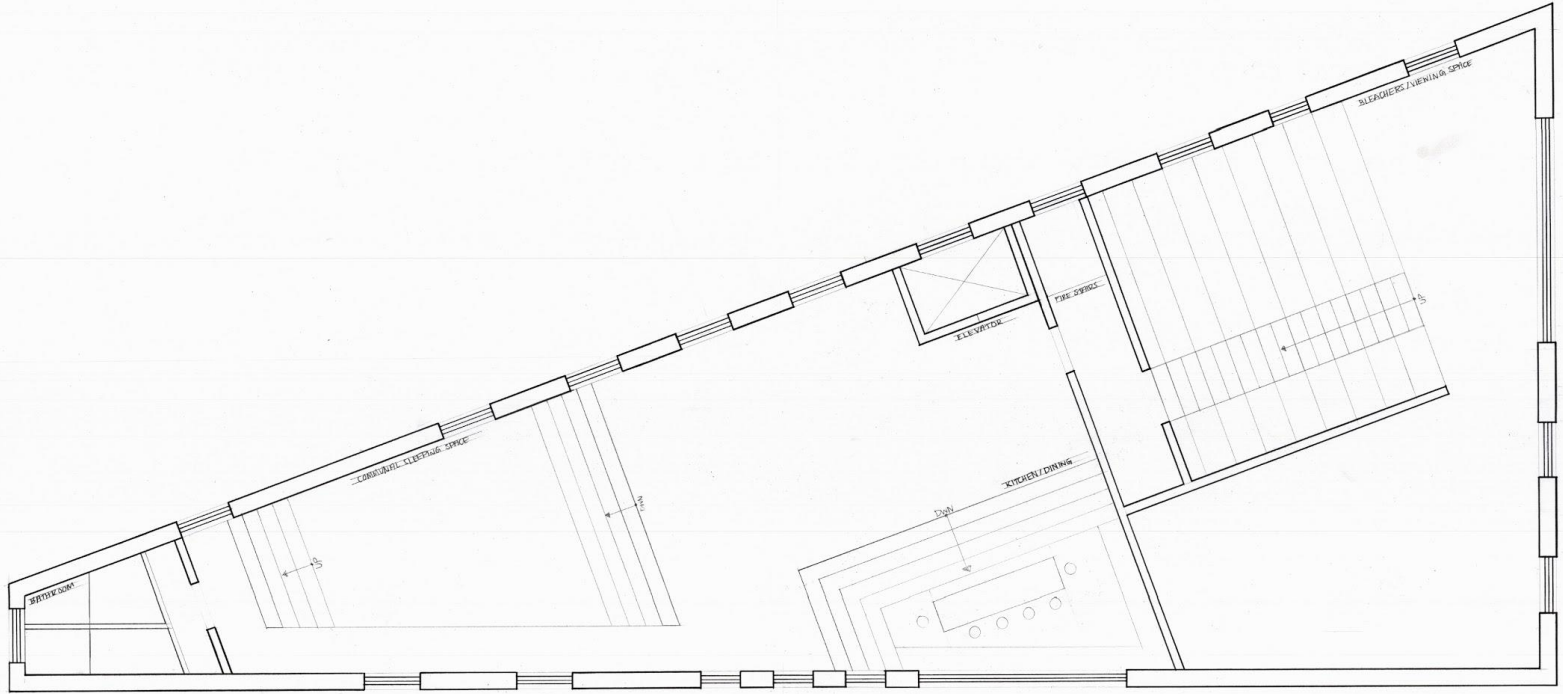 BLEACHERS / VIEWING SPACE
FIRE STAIRS
ELEVATOR
UP
COMMUNAL SLEEPING SPACE
KITCHEN / DINING
DWN
DWN
UP
BATHROOM